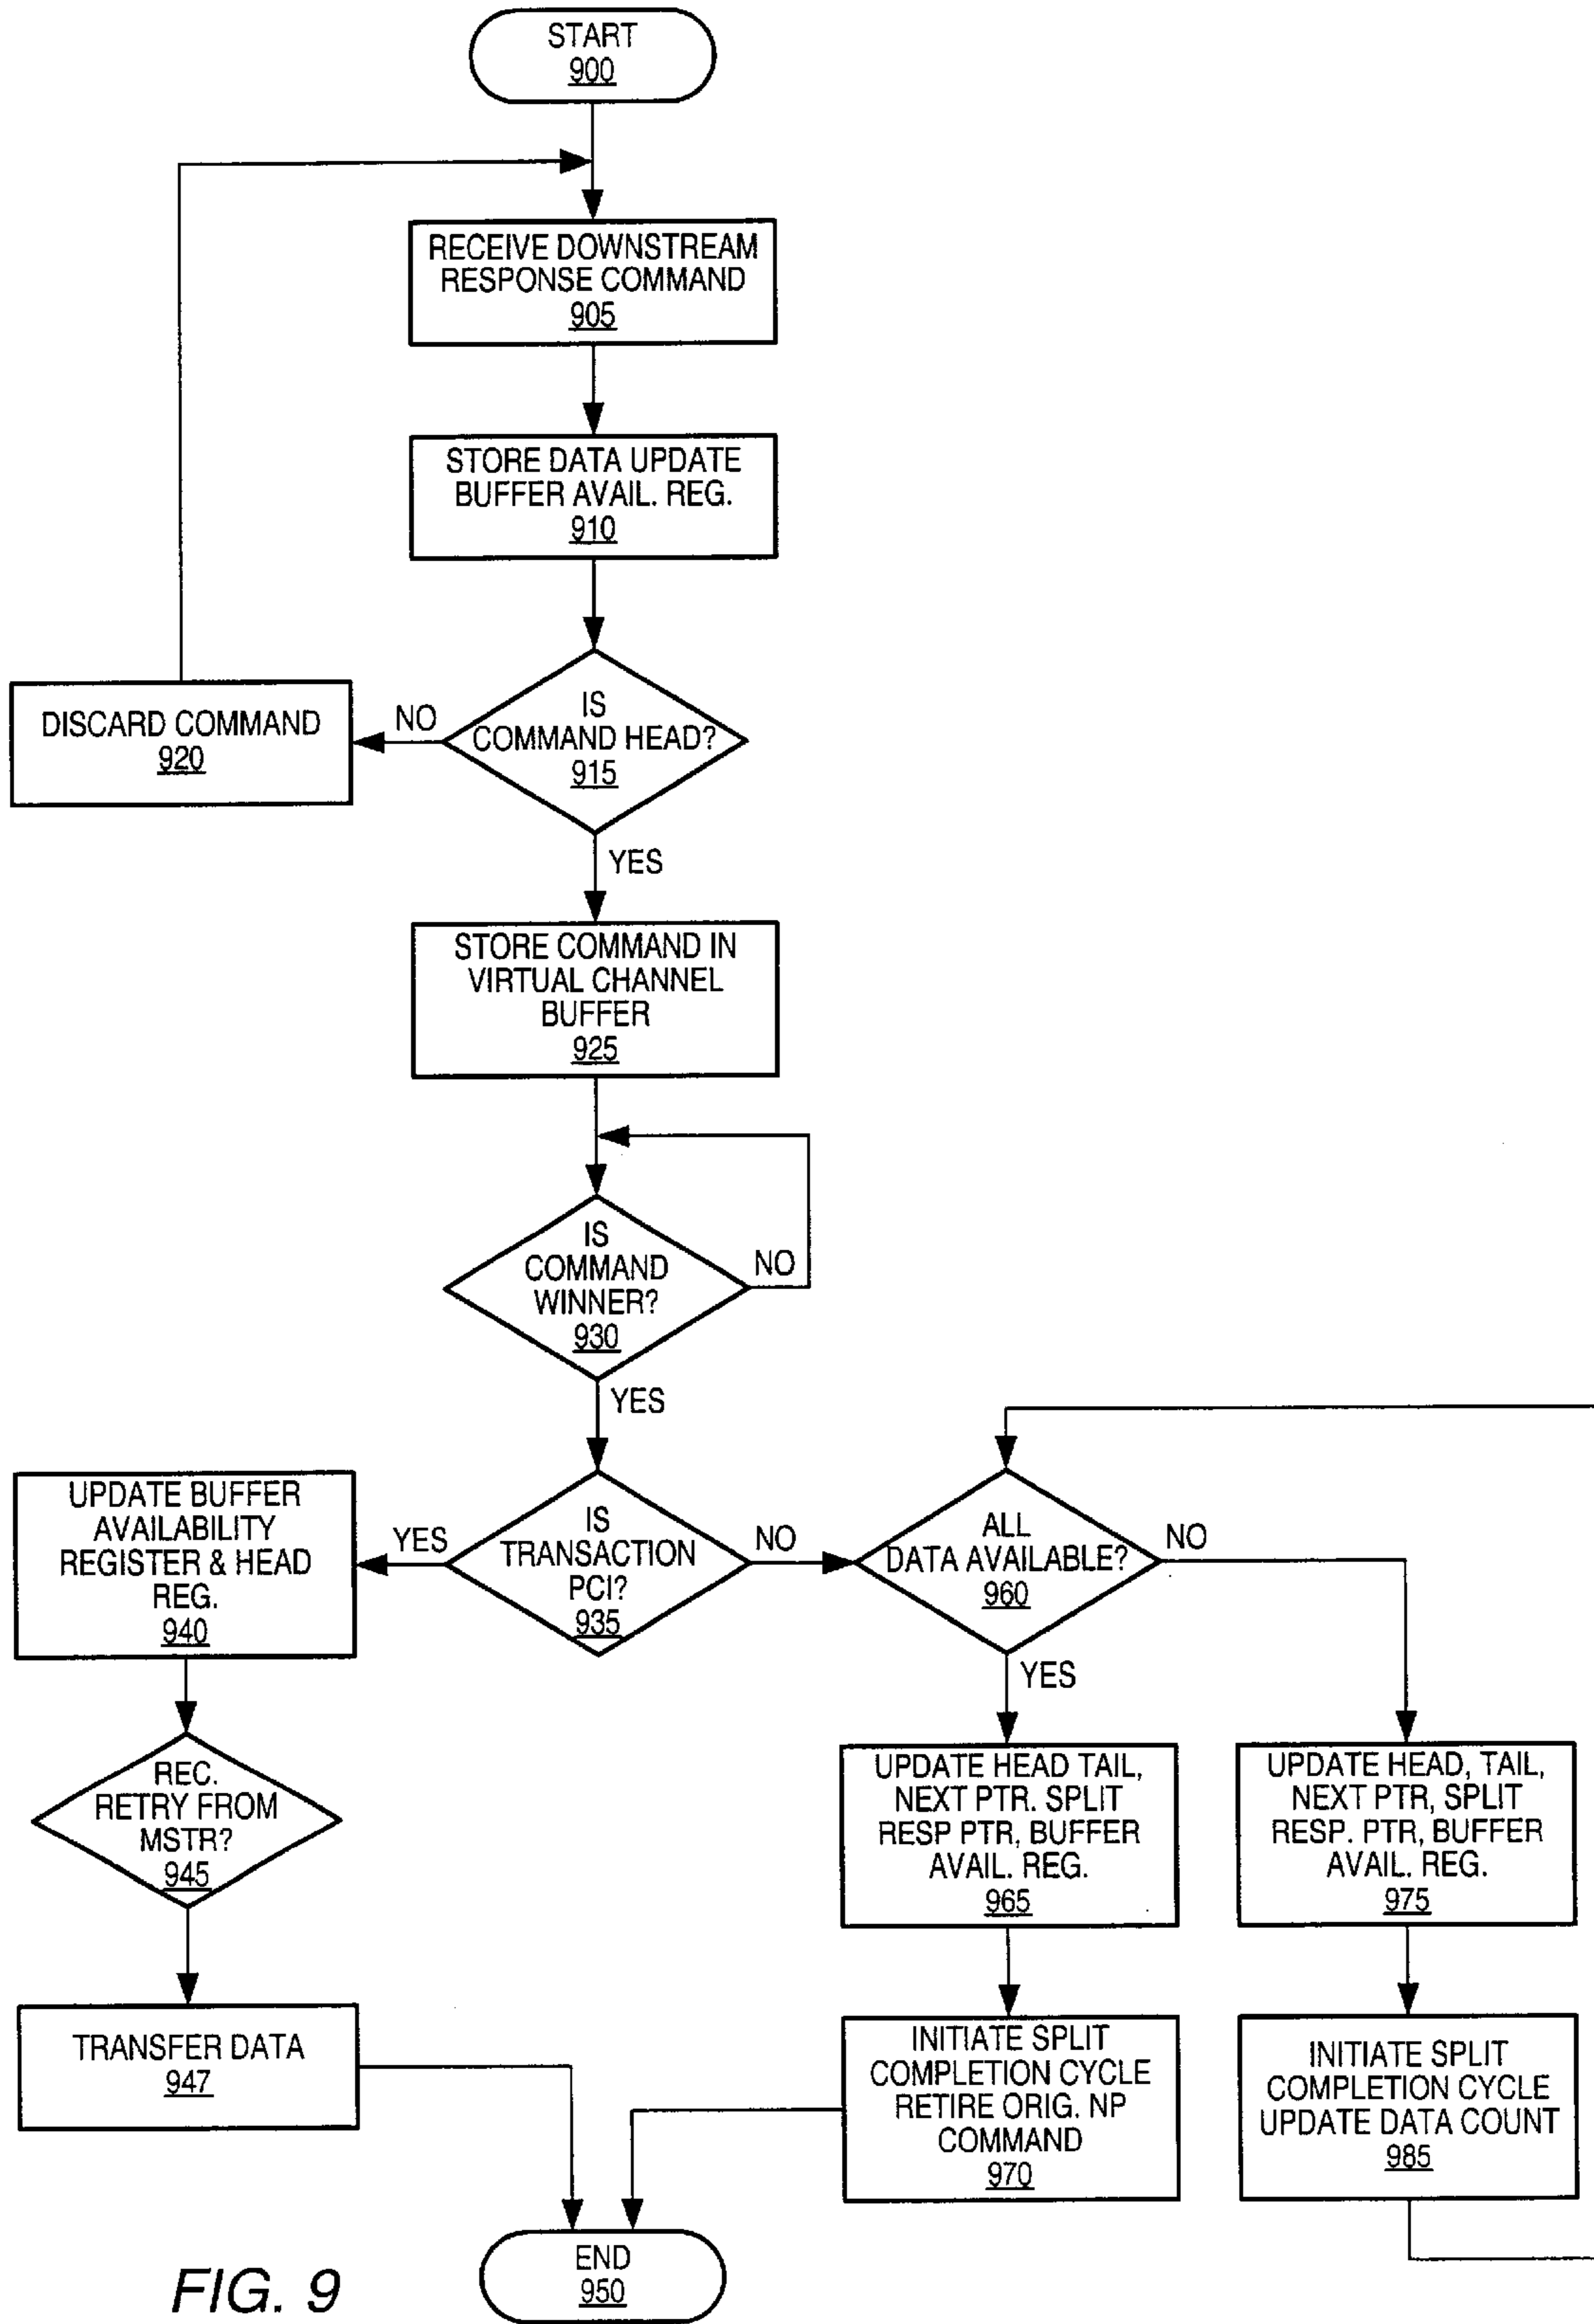 START
900
RECEIVE DOWNSTREAM
RESPONSE COMMAND
905
STORE DATA UPDATE
BUFFER AVAIL. REG.
910
IS
COMMAND HEAD?
915
NO
DISCARD COMMAND
920
YES
STORE COMMAND IN
VIRTUAL CHANNEL
BUFFER
925
IS
COMMAND
WINNER?
930
NO
YES
IS
TRANSACTION
PCI?
935
YES
NO
UPDATE BUFFER
AVAILABILITY
REGISTER & HEAD
REG.
940
REC.
RETRY FROM
MSTR?
945
TRANSFER DATA
947
ALL
DATA AVAILABLE?
960
NO
YES
UPDATE HEAD TAIL,
NEXT PTR. SPLIT
RESP PTR, BUFFER
AVAIL. REG.
965
INITIATE SPLIT
COMPLETION CYCLE
RETIRE ORIG. NP
COMMAND
970
UPDATE HEAD, TAIL,
NEXT PTR, SPLIT
RESP. PTR, BUFFER
AVAIL. REG.
975
INITIATE SPLIT
COMPLETION CYCLE
UPDATE DATA COUNT
985
END
950
FIG. 9